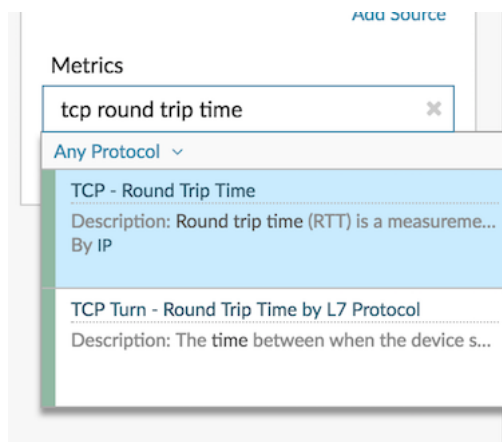 Add Source
Metrics
tcp round trip time
Any Protocol
TCP - Round Trip Time
Description: Round trip time (RTT) is a measureme...
By IP
TCP Turn - Round Trip Time by L7 Protocol
Description: The time between when the device s...